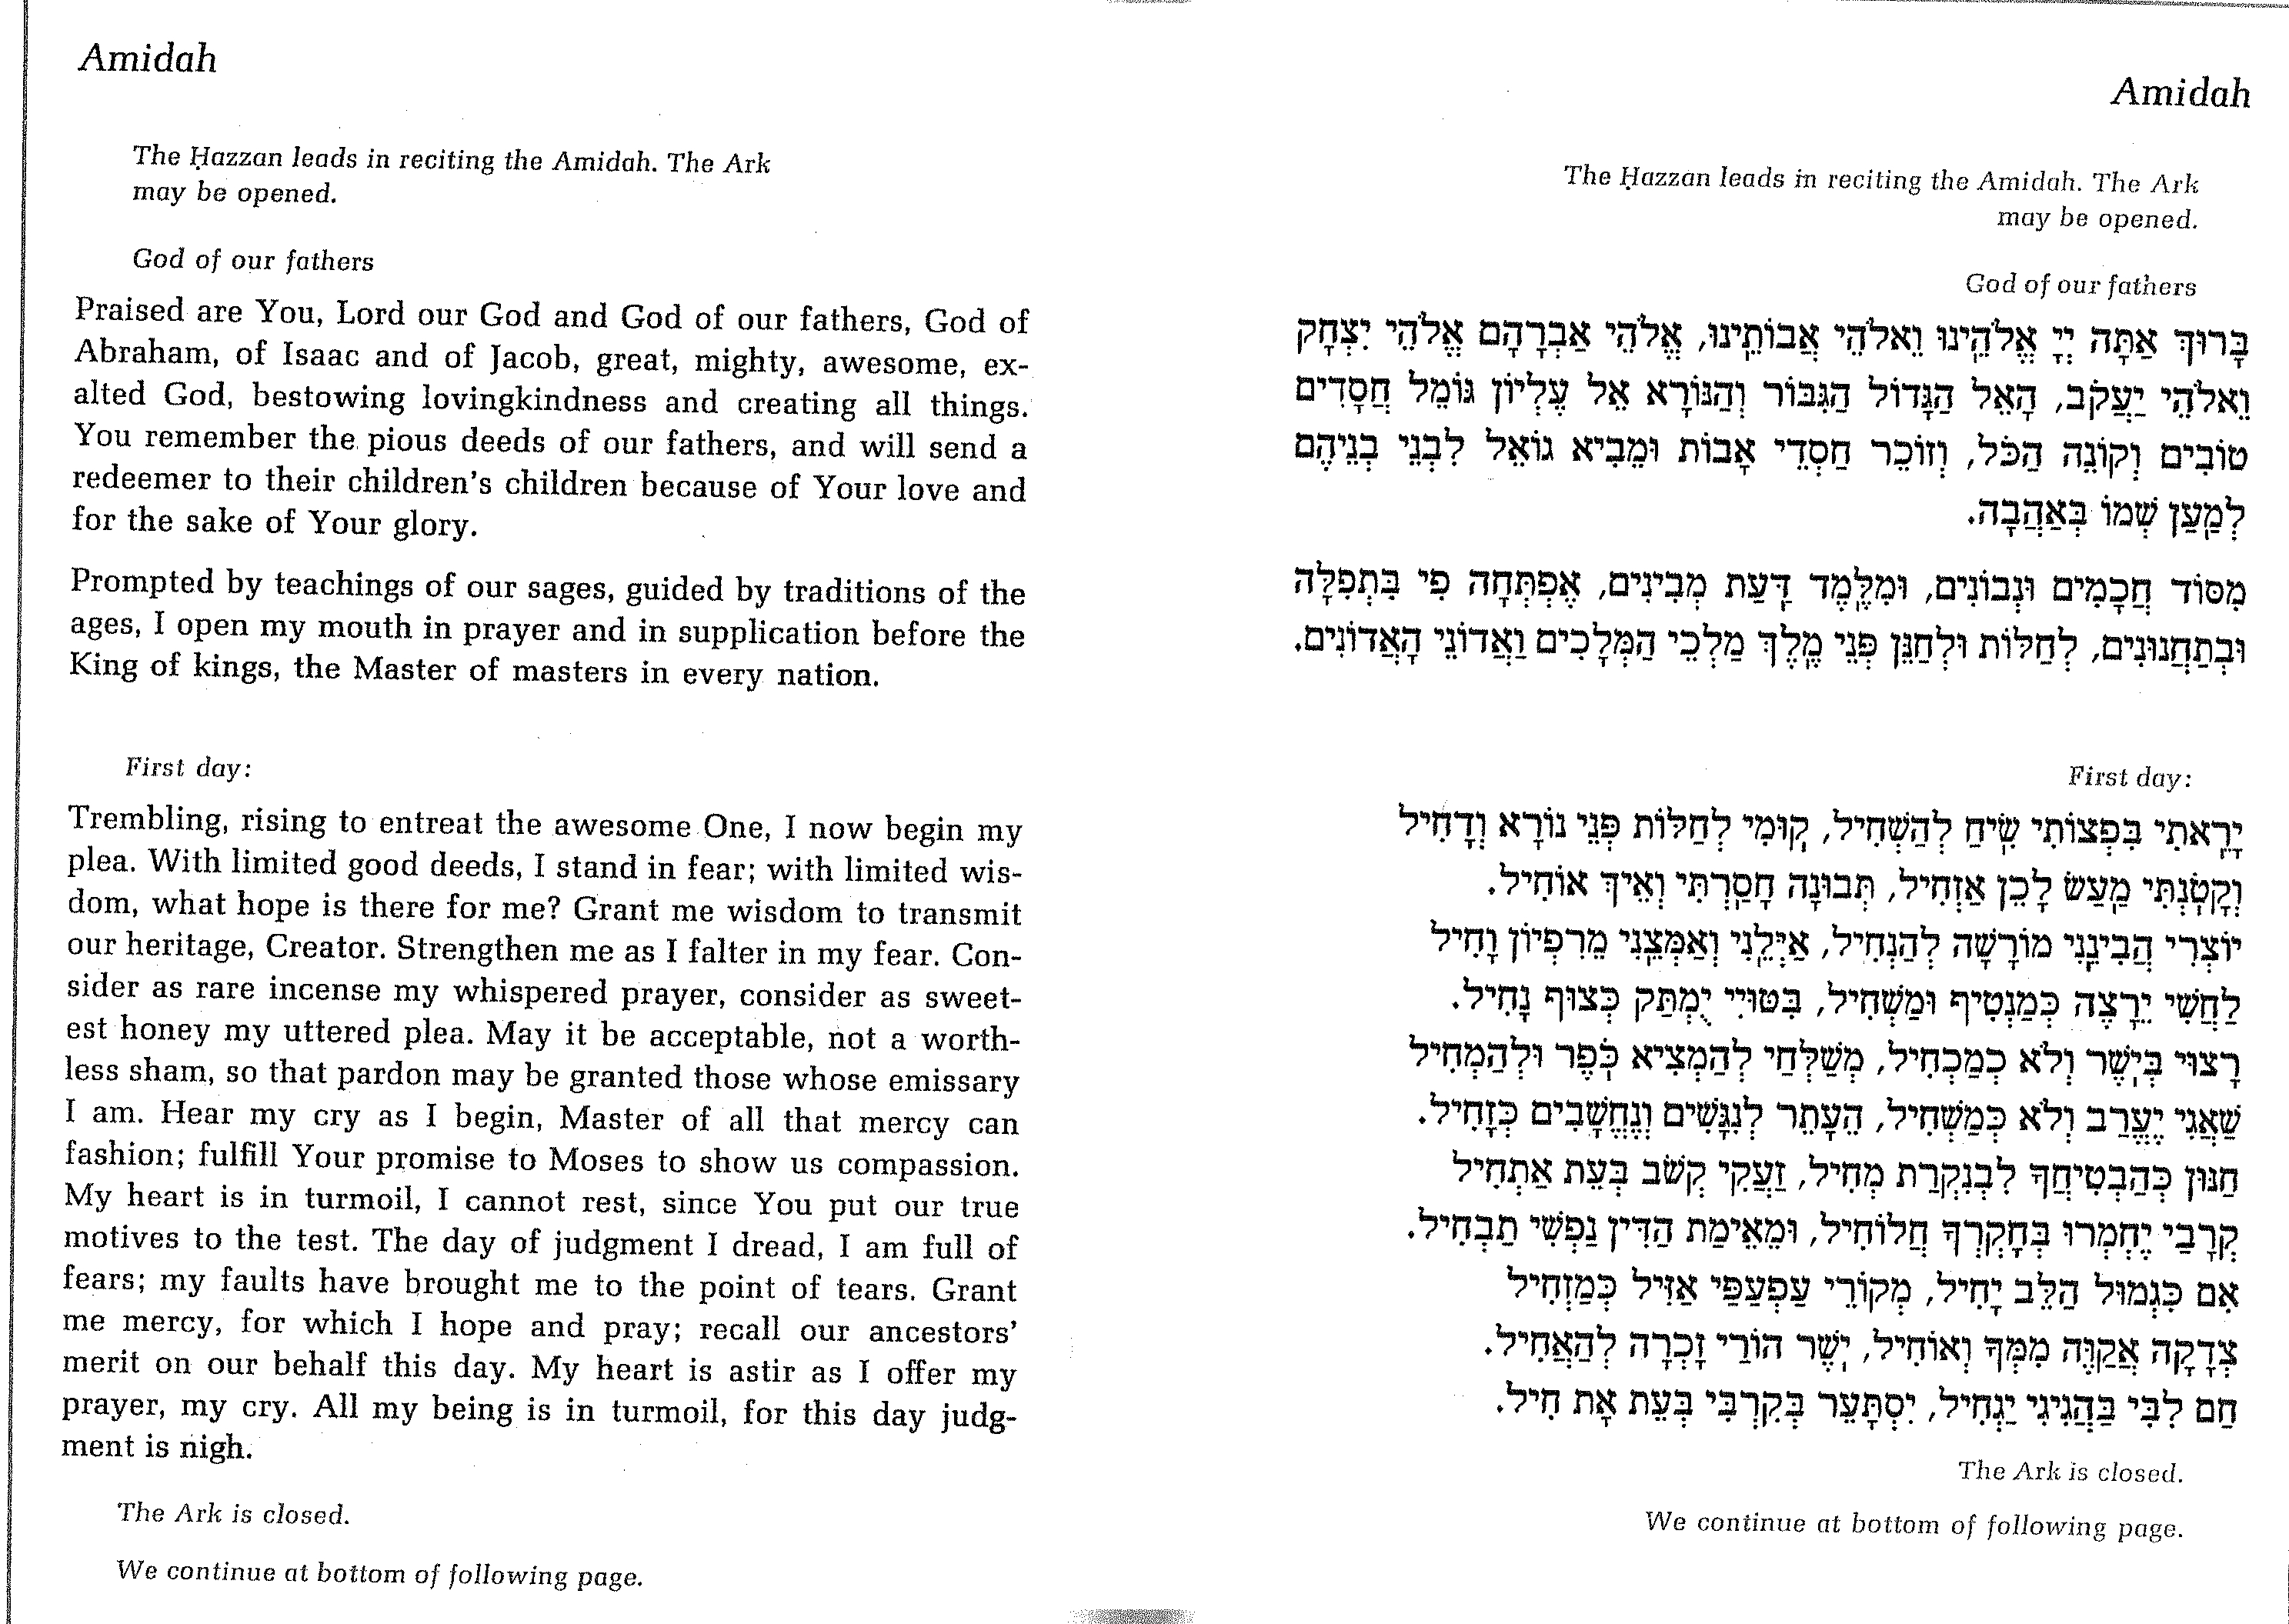 Amidah
The Ḥazzan leads in reciting the Amidah. The Ark
may be opened.
God of our fathers
Praised are You, Lord our God and God of our fathers, God of
Abraham, of Isaac and of Jacob, great, mighty, awesome, ex-
alted God, bestowing lovingkindness and creating all things.
You remember the pious deeds of our fathers, and will send a
redeemer to their children's children because of Your love and
for the sake of Your glory.
Prompted by teachings of our sages, guided by traditions of the
ages, I open my mouth in prayer and in supplication before the
King of kings, the Master of masters in every nation.
First day:
Trembling, rising to entreat the awesome One, I now begin my
plea. With limited good deeds, I stand in fear; with limited wis-
dom, what hope is there for me? Grant me wisdom to transmit
our heritage, Creator. Strengthen me as I falter in my fear. Con-
sider as rare incense my whispered prayer, consider as sweet-
est honey my uttered plea. May it be acceptable, not a worth-
less sham, so that pardon may be granted those whose emissary
I am. Hear my cry as I begin, Master of all that mercy can
fashion; fulfill Your promise to Moses to show us compassion.
My heart is in turmoil, I cannot rest, since You put our true
motives to the test. The day of judgment I dread, I am full of
fears; my faults have brought me to the point of tears. Grant
me mercy, for which I hope and pray; recall our ancestors'
merit on our behalf this day. My heart is astir as I offer my
prayer, my cry. All my being is in turmoil, for this day judg-
ment is nigh.
The Ark is closed.
We continue at bottom of following page.
Amidah
The Ḥazzan leads in reciting the Amidah. The Ark
may be opened.
God of our fathers
בָּרוּךְ אַתָּה יְיָ אֱלֹהֵֽינוּ וֵאלֹהֵי אֲבוֹתֵֽינוּ, אֱלֹהֵי אַבְרָהָם אֱלֹהֵי יִצְחָק
וֵאלֹהֵי יַעֲקֹב, הָאֵל הַגָּדוֹל הַגִּבּוֹר וְהַנּוֹרָא אֵל עֶלְיוֹן גּוֹמֵל חֲסָדִים
טוֹבִים וְקוֹנֵה הַכֹּל, וְזוֹכֵר חַסְדֵי אָבוֹת וּמֵבִיא גוֹאֵל לִבְנֵי בְנֵיהֶם
לְמַֽעַן שְׁמוֹ בְּאַהֲבָה.
מִסּוֹד חֲכָמִים וּנְבוֹנִים, וּמִלֶּֽמֶד דַּֽעַת מְבִינִים, אֶפְתְּחָה פִי בִּתְפִלָּה
וּבְתַחֲנוּנִים, לְחַלּוֹת וּלְחַנֵּן פְּנֵי מֶֽלֶךְ מַלְכֵי הַמְּלָכִים וַאֲדוֹנֵי הָאֲדוֹנִים.
First day:
יָרֵֽאתִי בִּפְצוֹתִי שִֽׂיחַ לְהַשְׁחִיל, קֽוּמִי לְחַלּוֹת פְּנֵי נוֹרָא וְדָחִיל
וְקָטֹֽנְתִּי מַֽעַשׂ לָכֵן אַזְחִיל, תְּבוּנָה חָסַֽרְתִּי וְאֵיךְ אוֹחִיל.
יוֹצְרִי הֲבִינֵֽנִי מוֹרָשָׁה לְהַנְחִיל, אַיְּלֵֽנִי וְאַמְּצֵֽנִי מֵרִפְיוֹן וָחִיל
לַחֲשִׁי יֵרָצֶה כְּמַנְטִיף וּמַשְׁחִיל, בִּטּוּיִי יֻמְתַּק כְּצוּף נָחִיל.
רָצוּי בְּיֹֽשֶׁר וְלֹא כְמַכְחִיל, מְשַׁלְּחַי לְהַמְצִיא כֹּֽפֶר וּלְהַמְחִיל
שַׁאֲגִי יֶעֱרַב וְלֹא כְּמַשְׁחִיל, הֵעָתֵר לְנִגָּשִׁים וְנֶחֱשָׁבִים כְּזָחִיל.
חַנּוּן כְּהַבְטִיחֲךָ לִבְנִקְרַת מְחִיל, זַעֲקִי קְשֹׁב בְּעֵת אַתְחִיל
קְרָבַי יֶחְמְרוּ בְּחָקְרְךָ חֲלוֹחִיל, וּמֵאֵימַת הַדִּין נַפְשִׁי תַבְחִיל.
אִם כִּגְמוּל הַלֵּב יָחִיל, מְקוֹרֵי עַפְעַפַּי אַזִּיל כְּמַזְחִיל
צְדָקָה אֲקַוֶּה מִמְּךָ וְאוֹחִיל, יֹֽשֶׁר הוֹרַי זָכְרָה לְהַאֲחִיל.
חַם לִבִּי בַּהֲגִיגִי יַגְחִיל, יִסְתָּעֵר בְּקִרְבִּי בְּעֵת אָת חִיל.
The Ark is closed.
We continue at bottom of following page.